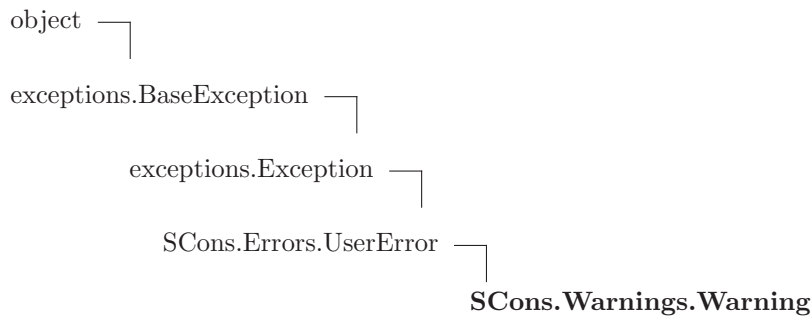 object
exceptions.BaseException
exceptions.Exception
SCons.Errors.UserError
SCons.Warnings.Warning